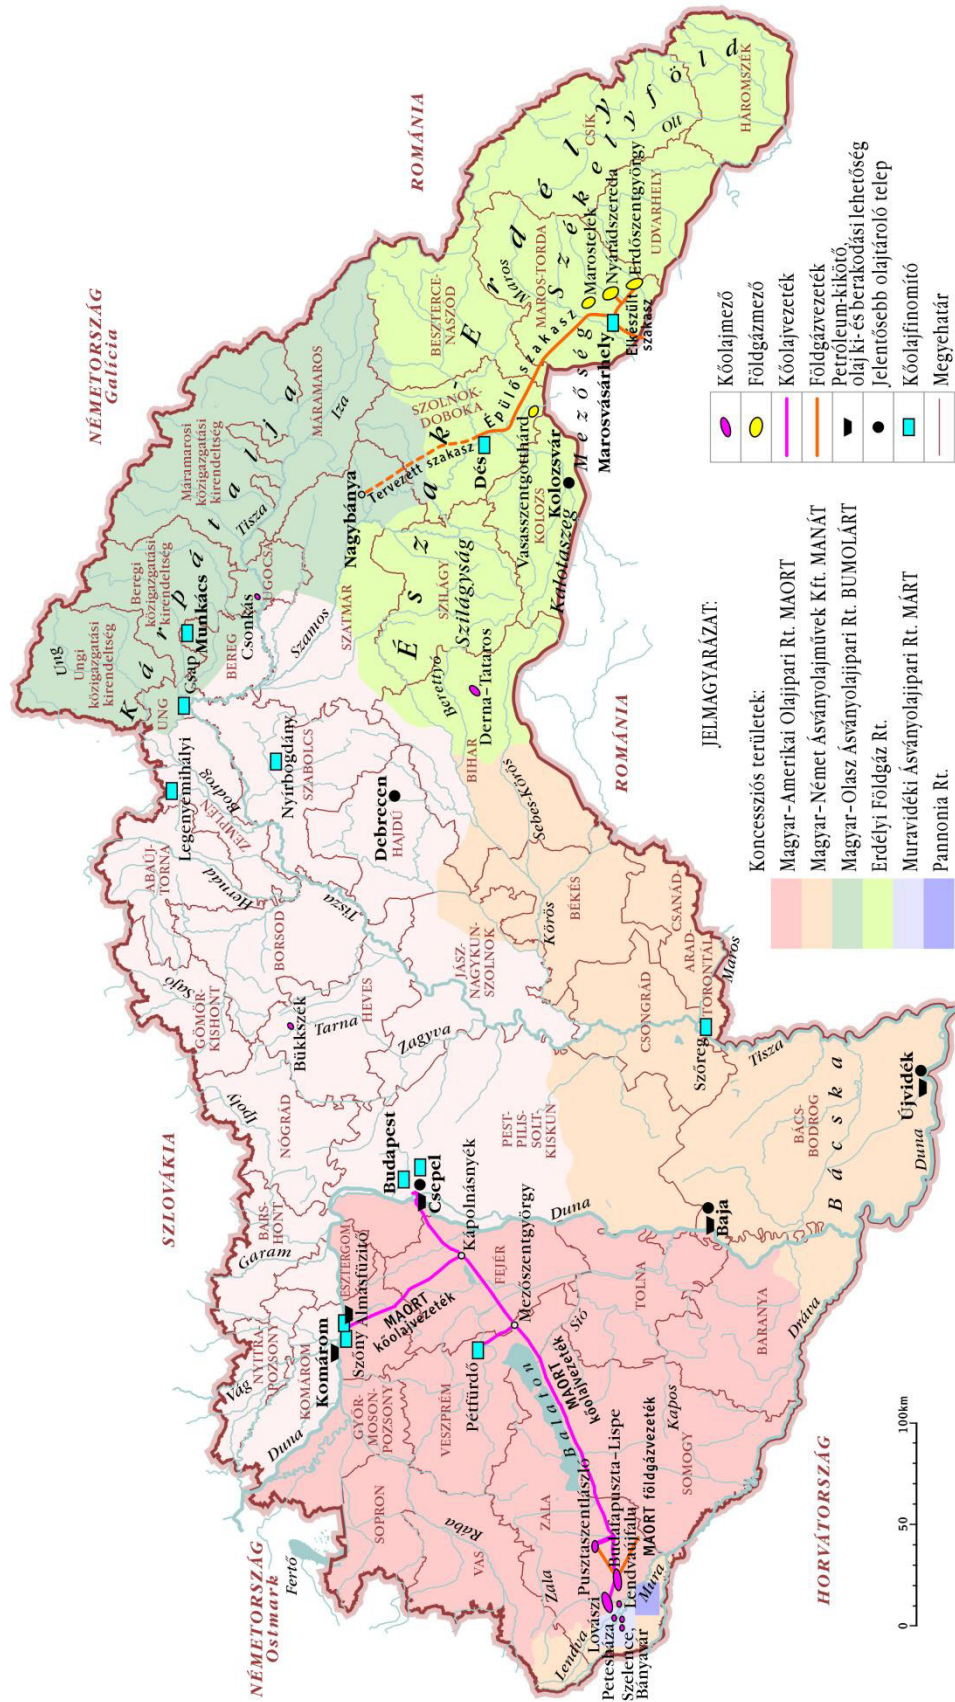 NÉMETORSZÁG
Ostmark
SZLOVÁKIA
NÉMETORSZÁG
Galícia
ROMÁNIA
ROMÁNIA
HORVÁTORSZÁG
Fertő
Duna
Vág
NYITRA-
POZSONY
KOMÁROM
Komárom
Szőny
Almásfüzítő
ESZTERGOM
BARS-
HONT
Garam
Ipoly
NÓGRÁD
GÖMÖR-
KISHONT
Sajó
ABAÚJ-
TORNA
Hernád
BORSOD
Bükkszék
Tarna
HEVES
Zagyva
ZEMPLÉN
Bodrog
Legenyemihályi
Tisza
Nyírbogdány
SZABOLCS
Debrecen
HAJDÚ
Kárpátalja
Ung
Ungi
közigazgatási
kirendeltség
UNG
Csap
Munkács
Beregi
közigazgatási
kirendeltség
BEREG
Csonkás
UGOCSA
Máramarosi
közigazgatási
kirendeltség
Tisza
MÁRAMAROS
Iza
Szamos
SZATMÁR
Nagybánya
Tervezett szakasz
Épülő szakasz
Elkészült
szakasz
Észak-Erdély
SZILÁGY
Szilágyság
Berettyó
Derna-Tataros
BIHAR
Sebes-Körös
SZOLNOK-
DOBOKA
BESZTERCE-
NASZÓD
Dés
Vasasszentgotthárd
KOLOZS
Kolozsvár
Kalotaszeg
Mezőség
Maros
MAROS-TORDA
Marosvásárhely
Székelyföld
Marostelek
Nyárádszereda
Erdőszentgyörgy
CSÍK
Olt
UDVARHELY
HÁROMSZÉK
SOPRON
GYŐR-
MOSON-
POZSONY
Rába
VAS
VESZPRÉM
Pétfürdő
MAORT
kőolajvezeték
Budapest
Csepel
Kápolnásnyék
FEJÉR
Mezőszentgyörgy
PEST-
PILIS-
SOLT-
KISKUN
JÁSZ-
NAGYKUN-
SZOLNOK
Körös
BÉKÉS
CSONGRÁD
CSANÁD-
ARAD-
TORONTÁL
Maros
Szőreg
Tisza
Balaton
MAORT
kőolajvezeték
Sió
TOLNA
Duna
Baja
BÁCS-
BODROG
Bácska
Újvidék
Duna
ZALA
Zala
Pusztaszentlászló
Budafapuszta-Lispe
MAORT földgázvezeték
Kapos
SOMOGY
BARANYA
Dráva
Lendva
Lovászi
Petesháza
Szelence,
Bányavár
Lendvaújfalu
Mura
0
50
100km
JELMAGYARÁZAT:
Koncessziós területek:
Magyar-Amerikai Olajipari Rt. MAORT
Magyar-Német Ásványolajművek Kft. MANÁT
Magyar-Olasz Ásványolajipari Rt. BUMOLÁRT
Erdélyi Földgáz Rt.
Muravidéki Ásványolajipari Rt. MÁRT
Pannonia Rt.
Kőolajmező
Földgázmező
Kőolajvezeték
Földgázvezeték
Petróleum-kikötő,
olaj ki- és berakodási lehetőség
Jelentősebb olajtároló telep
Kőolajfinomító
Megyehatár